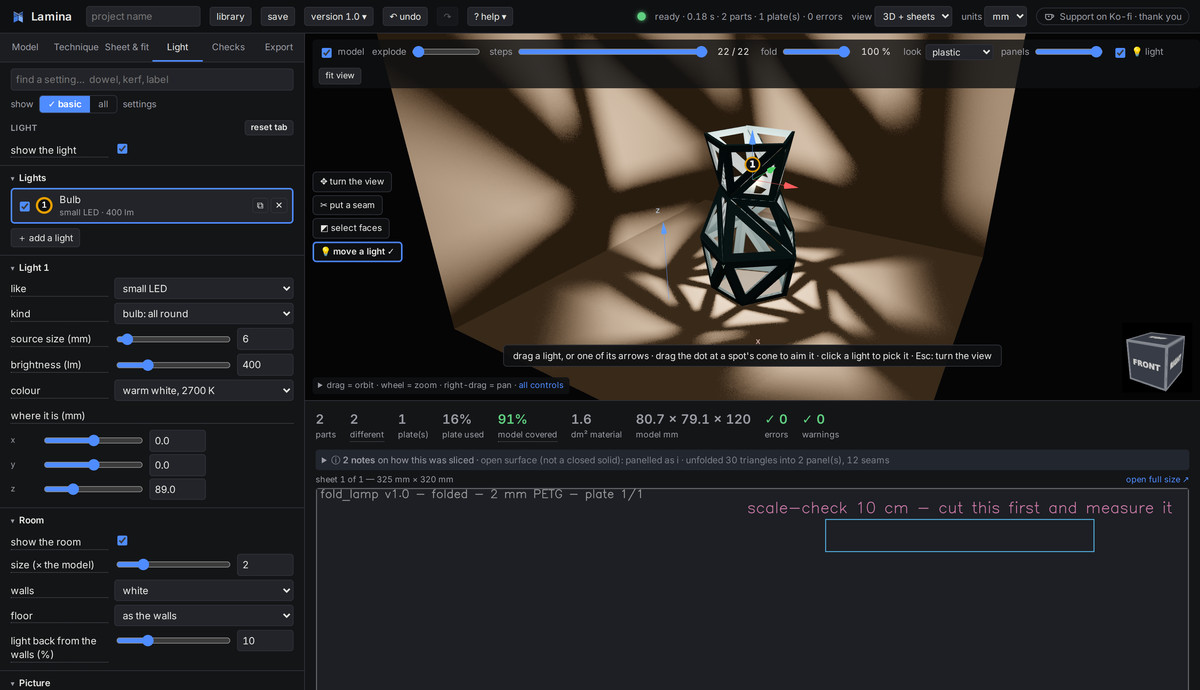 Lamina
project name
library
save
version 1.0 ▾
↶ undo
↷
? help ▾
ready · 0.18 s · 2 parts · 1 plate(s) · 0 errors
view
3D + sheets
units
mm
Support on Ko-fi · thank you
Model
Technique
Sheet & fit
Light
Checks
Export
find a setting... dowel, kerf, label
show
✓ basic
all
settings
LIGHT
reset tab
show the light
▾ Lights
1
Bulb
small LED · 400 lm
+ add a light
▾ Light 1
like
small LED
kind
bulb: all round
source size (mm)
6
brightness (lm)
400
colour
warm white, 2700 K
where it is (mm)
x
0.0
y
0.0
z
89.0
▾ Room
show the room
size (× the model)
2
walls
white
floor
as the walls
light back from the
walls (%)
10
▾ Picture
model
explode
steps
22 / 22
fold
100 %
look
plastic
panels
💡 light
fit view
✥ turn the view
✂ put a seam
◩ select faces
💡 move a light ✓
1
z
x
FRONT
drag a light, or one of its arrows · drag the dot at a spot's cone to aim it · click a light to pick it · Esc: turn the view
▶ drag = orbit · wheel = zoom · right-drag = pan · all controls
2
parts
2
different
1
plate(s)
16%
plate used
91%
model covered
1.6
dm² material
80.7 × 79.1 × 120
model mm
✓ 0
errors
✓ 0
warnings
▶ ⓘ 2 notes on how this was sliced · open surface (not a closed solid): panelled as i · unfolded 30 triangles into 2 panel(s), 12 seams
sheet 1 of 1 — 325 mm × 320 mm
open full size ↗
fold_lamp v1.0 — folded — 2 mm PETG — plate 1/1
scale-check 10 cm — cut this first and measure it